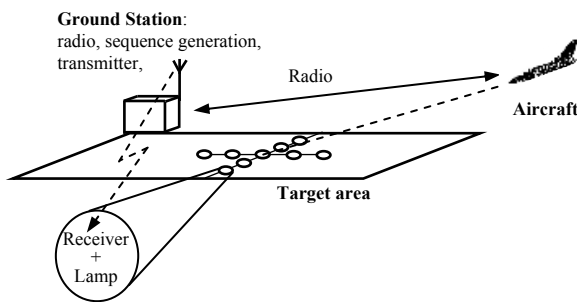 Ground Station:
radio, sequence generation,
transmitter,
Radio
Aircraft
Target area
Receiver
+
Lamp